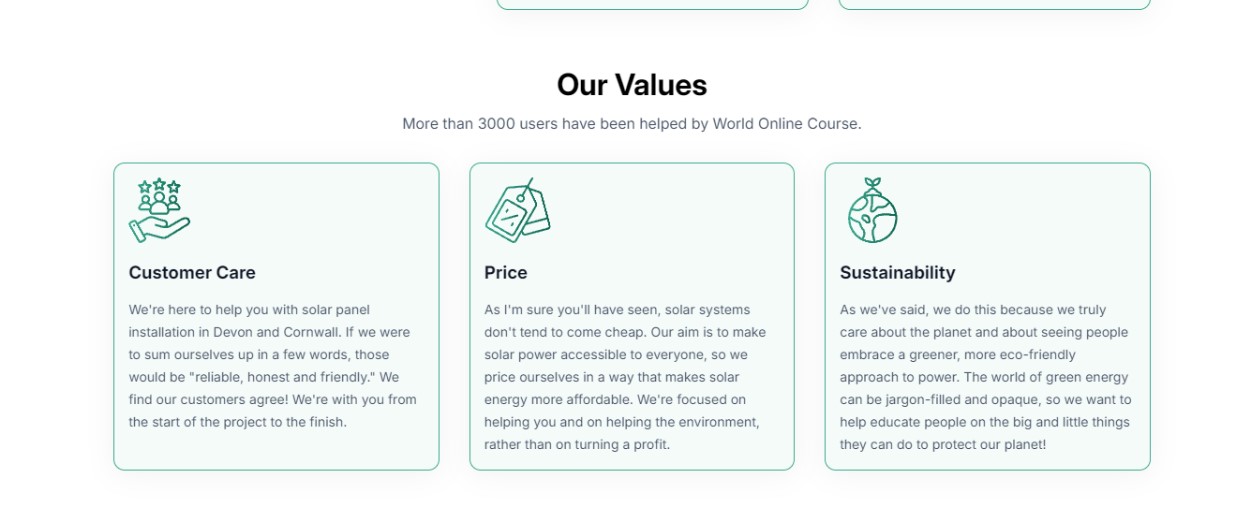 Our Values
More than 3000 users have been helped by World Online Course.
Customer Care
We're here to help you with solar panel
installation in Devon and Cornwall. If we were
to sum ourselves up in a few words, those
would be "reliable, honest and friendly." We
find our customers agree! We're with you from
the start of the project to the finish.
Price
As I'm sure you'll have seen, solar systems
don't tend to come cheap. Our aim is to make
solar power accessible to everyone, so we
price ourselves in a way that makes solar
energy more affordable. We're focused on
helping you and on helping the environment,
rather than on turning a profit.
Sustainability
As we've said, we do this because we truly
care about the planet and about seeing people
embrace a greener, more eco-friendly
approach to power. The world of green energy
can be jargon-filled and opaque, so we want to
help educate people on the big and little things
they can do to protect our planet!